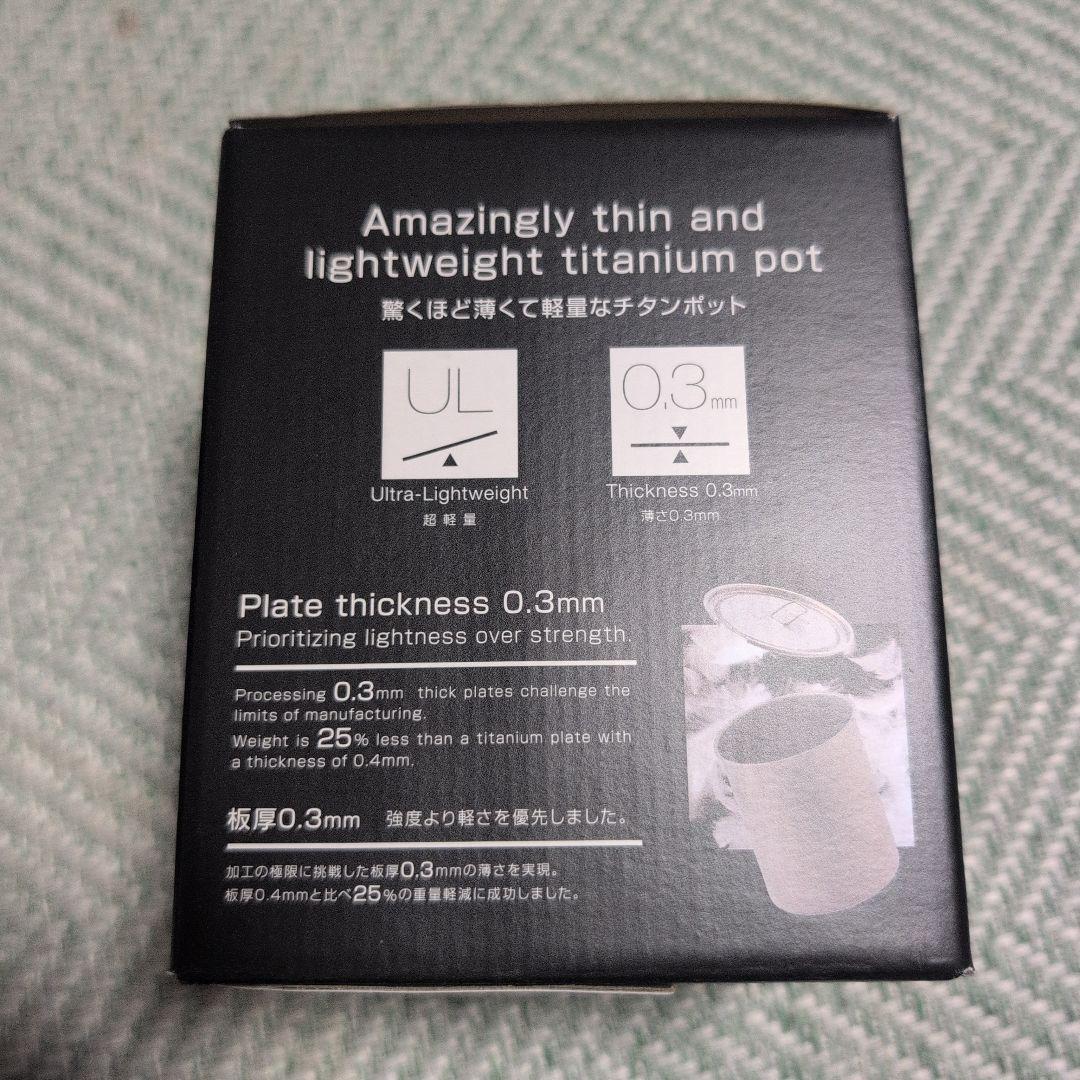 Amazingly thin and
lightweight titanium pot
驚くほど薄くて軽量なチタンポット
UL
0.3mm
Ultra-Lightweight
超軽量
Thickness 0.3mm
薄さ0.3mm
Plate thickness 0.3mm
Prioritizing lightness over strength.
Processing 0.3mm thick plates challenge the
limits of manufacturing.
Weight is 25% less than a titanium plate with
a thickness of 0.4mm.
板厚0.3mm 強度より軽さを優先しました。
加工の極限に挑戦した板厚0.3mmの薄さを実現。
板厚0.4mmと比べ25%の重量軽減に成功しました。